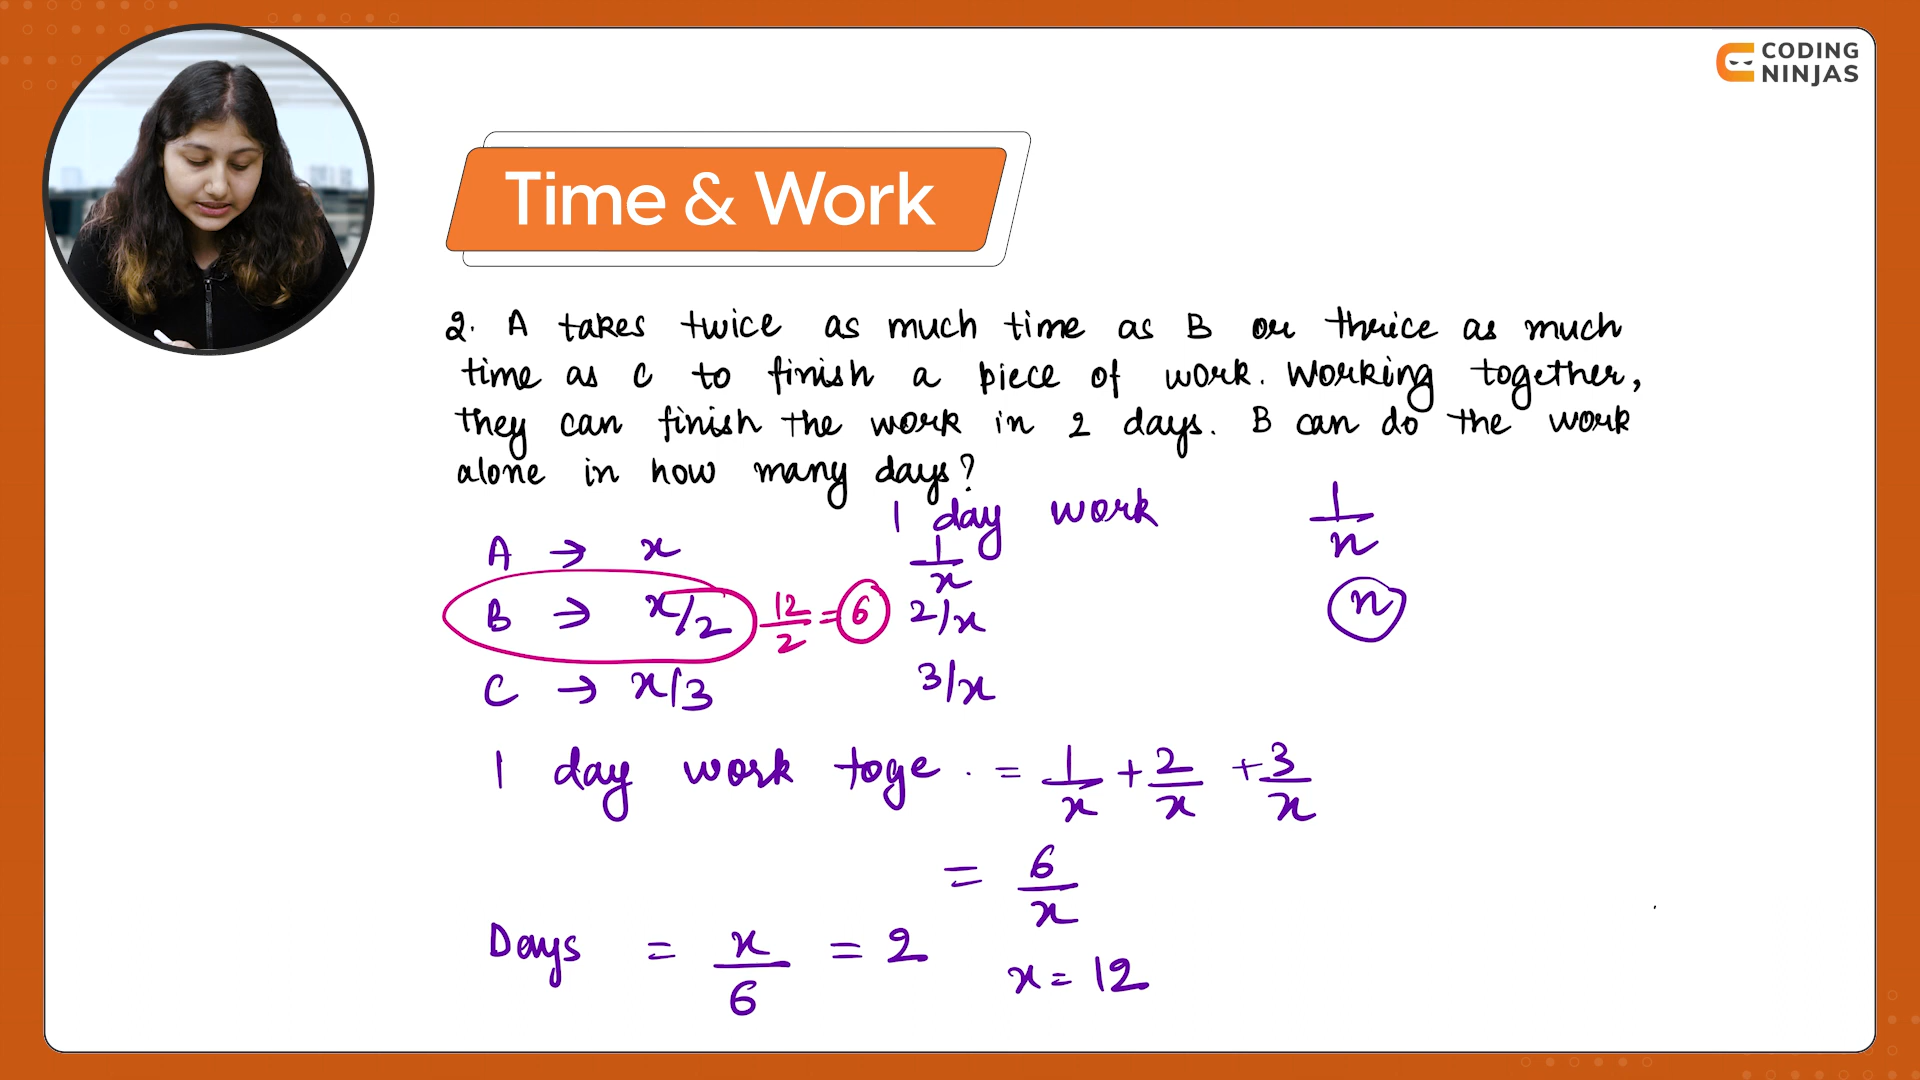 CODING
NINJAS
Time & Work
2. A takes twice as much time as B or thrice as much
time as C to finish a piece of work. Working together,
they can finish the work in 2 days. B can do the work
alone in how many days?
1 day work 1/n
A → x 1/x
B → x/2 12/2 = 6 2/x n
C → x/3 3/x
1 day work toge. = 1/x + 2/x + 3/x
= 6/x
Days = x/6 = 2 x = 12